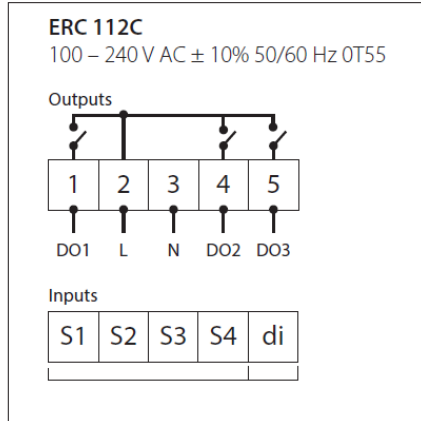 ERC 112C
100 – 240 V AC ± 10% 50/60 Hz 0T55
Outputs
1 2 3 4 5
DO1 L N DO2 DO3
Inputs
S1 S2 S3 S4 di